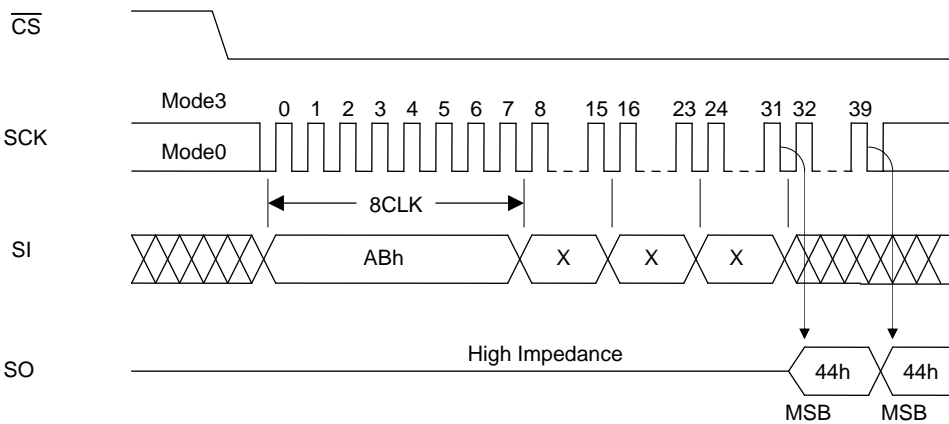 CS
Mode3
0 1 2 3 4 5 6 7 8 15 16 23 24 31 32 39
SCK
Mode0
8CLK
SI
ABh X X X
High Impedance
SO
44h 44h
MSB MSB